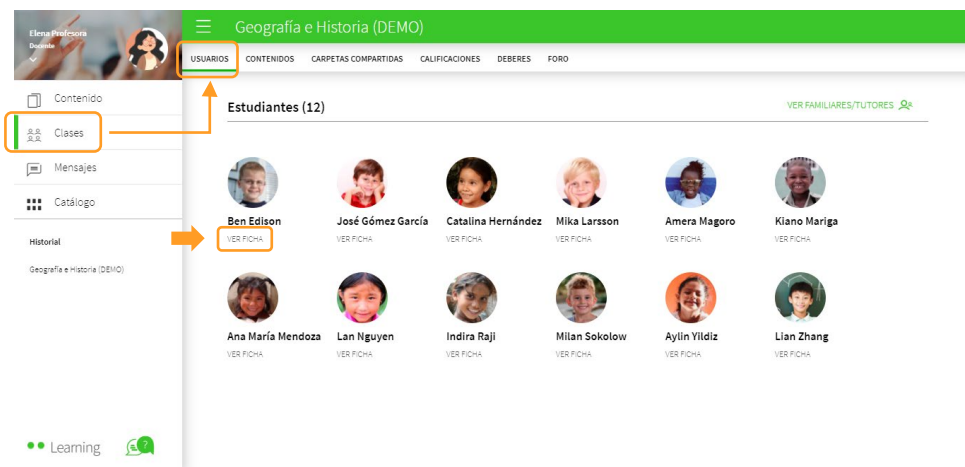 Elena Profesora
Docente
Geografía e Historia (DEMO)
USUARIOS CONTENIDOS CARPETAS COMPARTIDAS CALIFICACIONES DEBERES FORO
Contenido
Clases
Mensajes
Catálogo
Historial
Geografía e Historia (DEMO)
Estudiantes (12)
VER FAMILIARES/TUTORES
Ben Edison José Gómez García Catalina Hernández Mika Larsson Amera Magoro Kiano Mariga
VER FICHA VER FICHA VER FICHA VER FICHA VER FICHA VER FICHA
Ana María Mendoza Lan Nguyen Indira Raji Milan Sokolow Aylin Yildiz Lian Zhang
VER FICHA VER FICHA VER FICHA VER FICHA VER FICHA VER FICHA
Learning
?